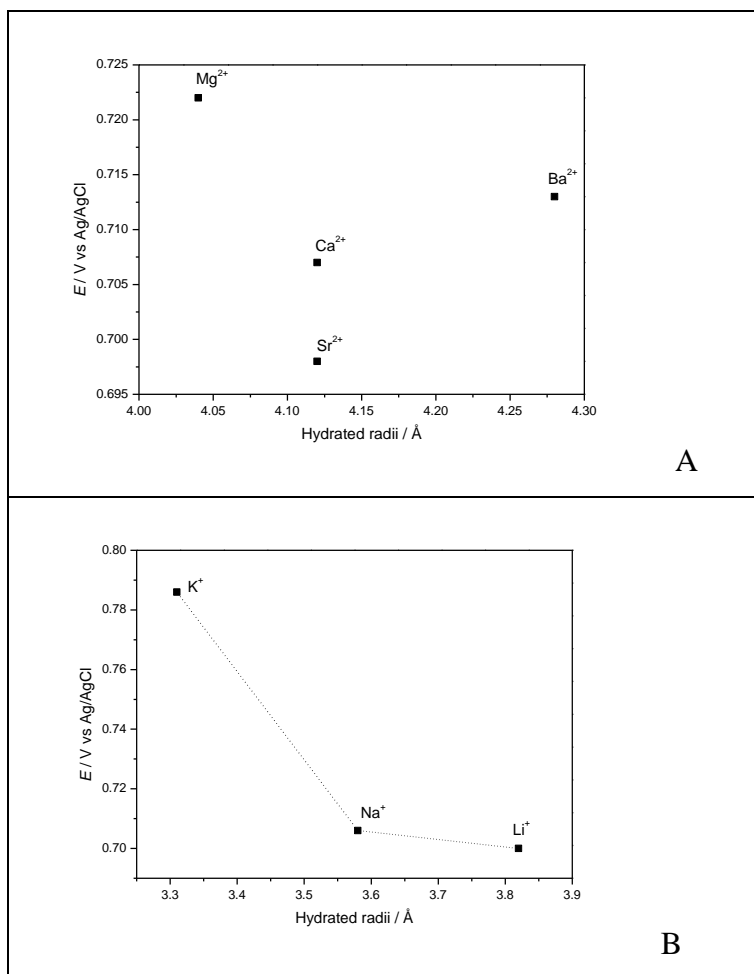 0.725
Mg²⁺
0.720
0.715
Ba²⁺
0.710
Ca²⁺
0.705
0.700
Sr²⁺
0.695
E / V vs Ag/AgCl
4.00 4.05 4.10 4.15 4.20 4.25 4.30
Hydrated radii / Å
A
0.80
K⁺
0.78
0.76
0.74
0.72
Na⁺
Li⁺
0.70
E / V vs Ag/AgCl
3.3 3.4 3.5 3.6 3.7 3.8 3.9
Hydrated radii / Å
B